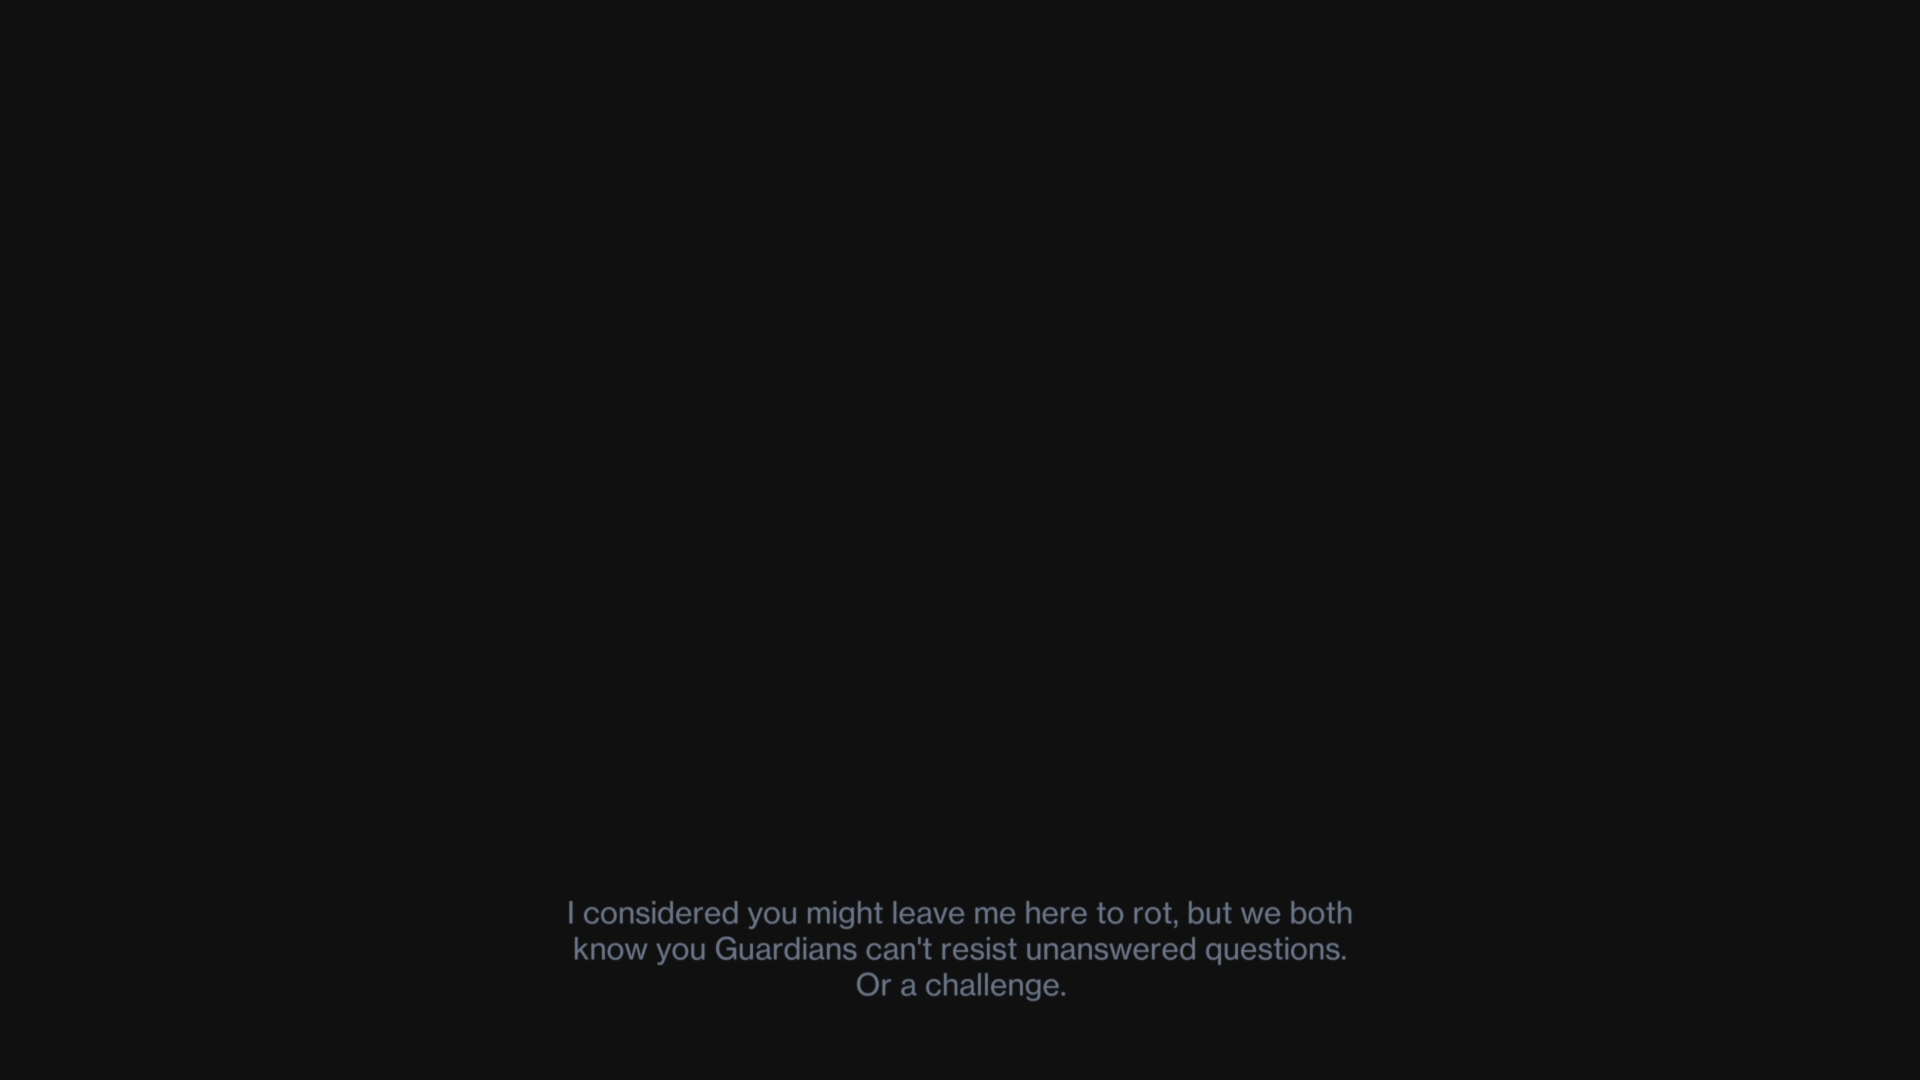 I considered you might leave me here to rot, but we both
know you Guardians can't resist unanswered questions.
Or a challenge.